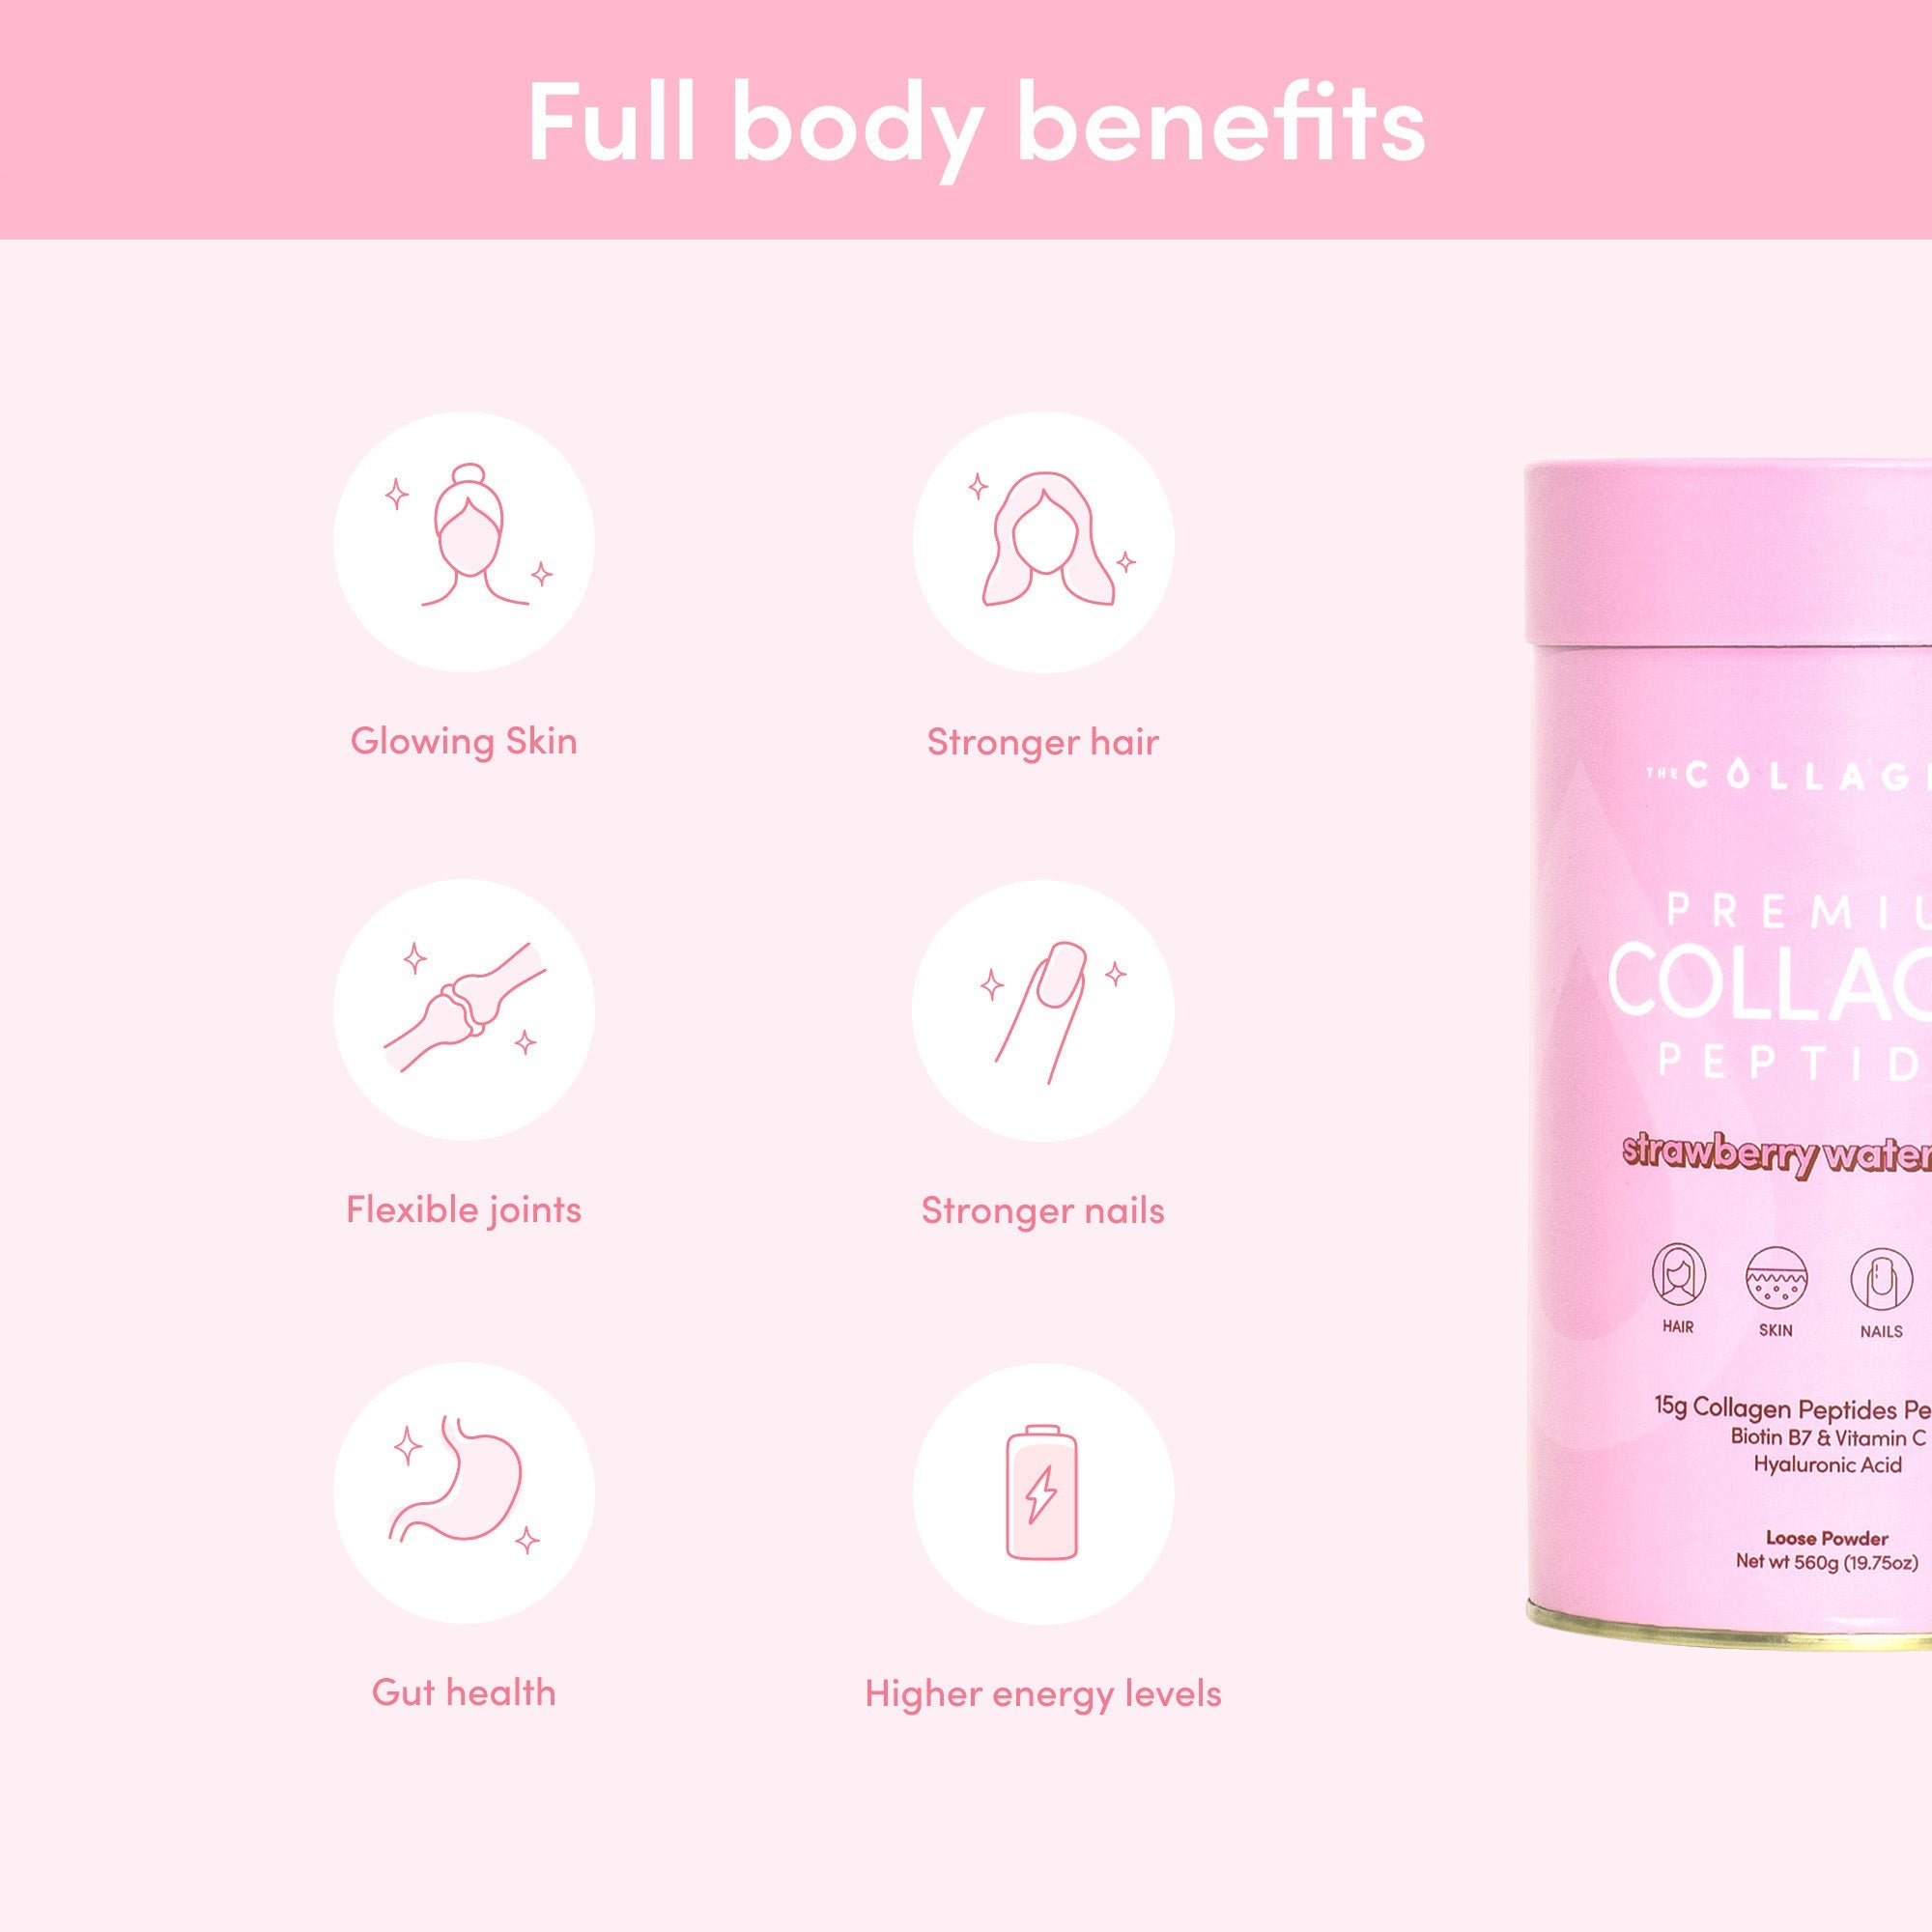 Full body benefits
Glowing Skin
Stronger hair
Flexible joints
Stronger nails
Gut health
Higher energy levels
THE COLLAG
PREMIU
COLLAG
PEPTID
strawberry water
HAIR
SKIN
NAILS
15g Collagen Peptides Pe
Biotin B7 & Vitamin C
Hyaluronic Acid
Loose Powder
Net wt 560g (19.75oz)